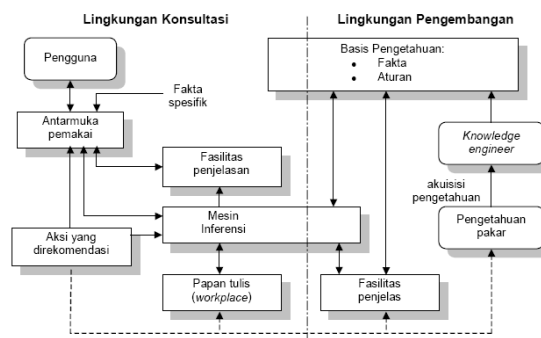 Lingkungan Konsultasi
Lingkungan Pengembangan
Pengguna
Fakta
spesifik
Antarmuka
pemakai
Fasilitas
penjelasan
Mesin
Inferensi
Aksi yang
direkomendasi
Papan tulis
(workplace)
Basis Pengetahuan:
• Fakta
• Aturan
Knowledge
engineer
akuisisi
pengetahuan
Pengetahuan
pakar
Fasilitas
penjelas